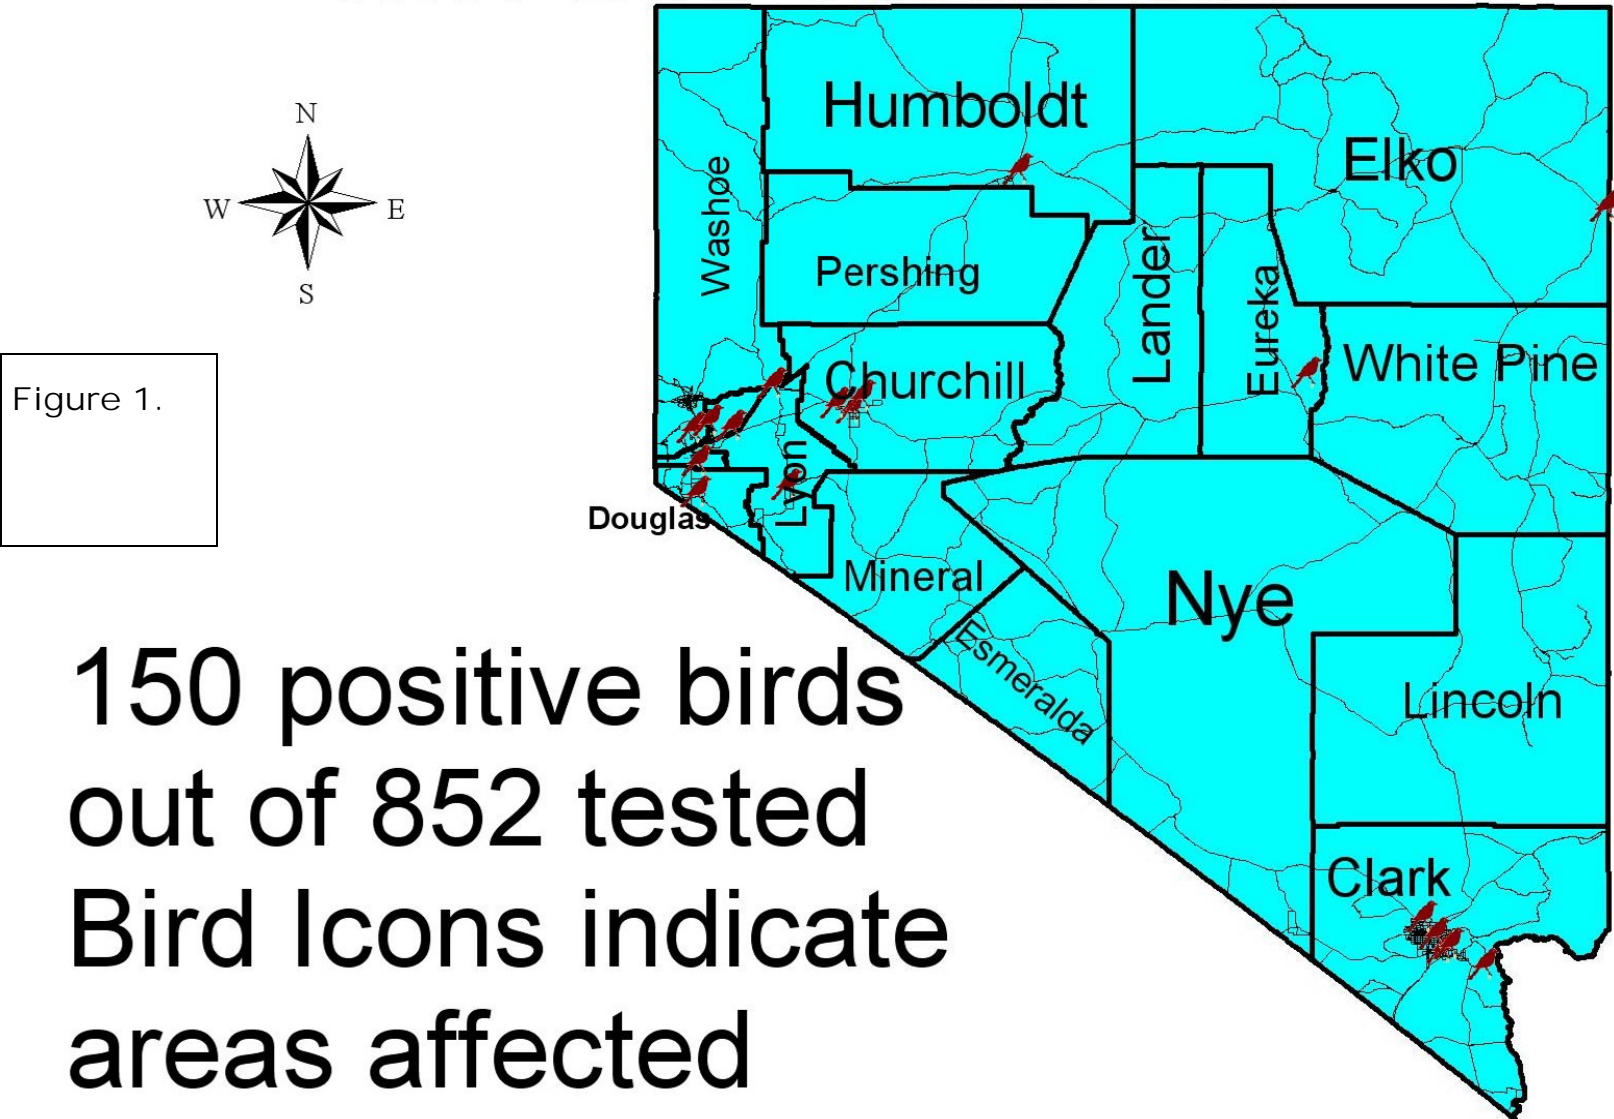 N
W
E
S
Figure 1.
Humboldt
Elko
Washoe
Pershing
Lander
Eureka
Churchill
White Pine
Lyon
Douglas
Mineral
Nye
Esmeralda
Lincoln
Clark
150 positive birds
out of 852 tested
Bird Icons indicate
areas affected